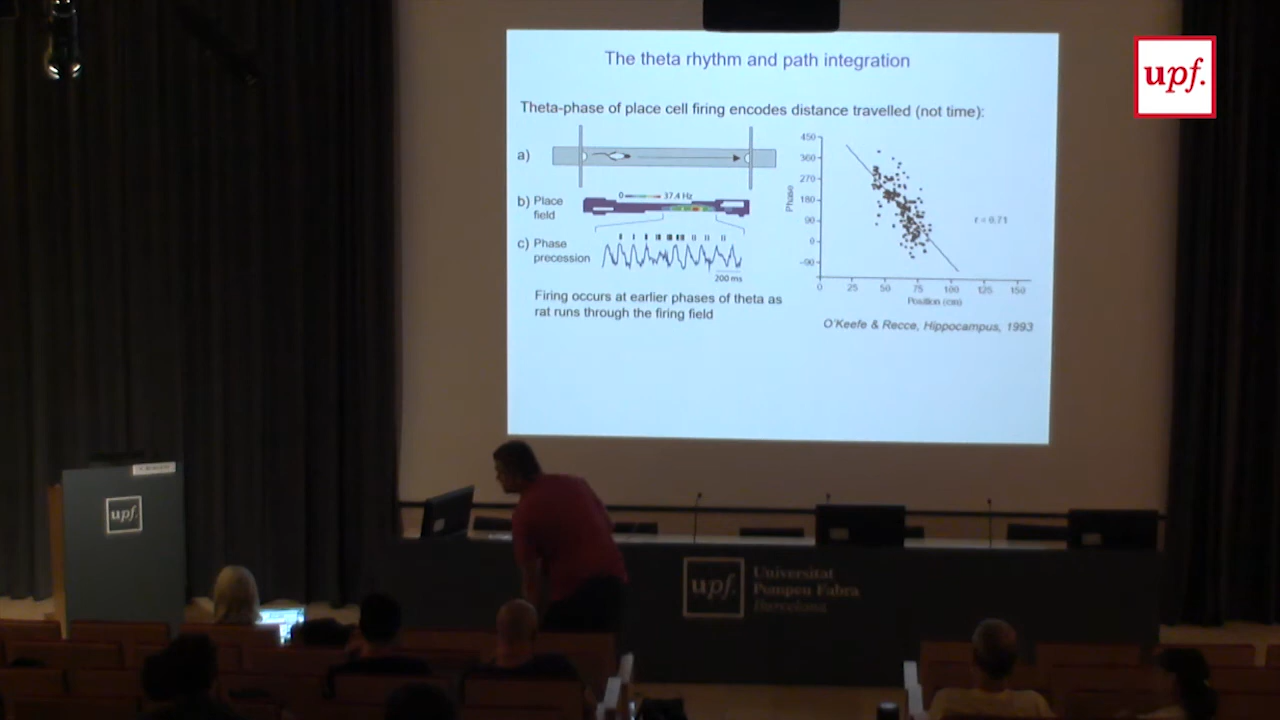 The theta rhythm and path integration
upf.
Theta-phase of place cell firing encodes distance travelled (not time):
a)
b) Place
field
0 37.4 Hz
c) Phase
precession
200 ms
Firing occurs at earlier phases of theta as
rat runs through the firing field
450
360
270
180
90
0
-90
Phase
0 25 50 75 100 125 150
Position (cm)
r = 0.71
O'Keefe & Recce, Hippocampus, 1993
upf.
upf.
Universitat
Pompeu Fabra
Barcelona